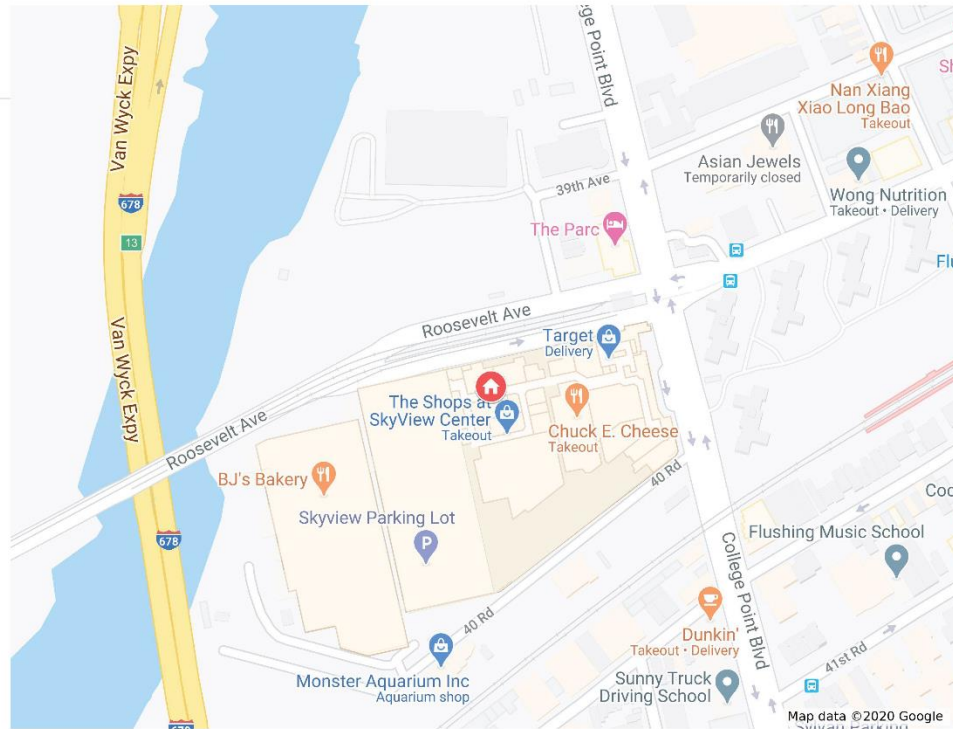 Van Wyck Expy
678
13
Van Wyck Expy
678
College Point Blvd
Nan Xiang
Xiao Long Bao
Takeout
Sh
Asian Jewels
Temporarily closed
39th Ave
Wong Nutrition
Takeout • Delivery
The Parc
Flu
Roosevelt Ave
Target
Delivery
The Shops at
SkyView Center
Takeout
Chuck E. Cheese
Takeout
Roosevelt Ave
BJ's Bakery
40 Rd
Skyview Parking Lot
P
Coo
Flushing Music School
College Point Blvd
40 Rd
Dunkin'
Takeout • Delivery
Monster Aquarium Inc
Aquarium shop
Sunny Truck
Driving School
41st Rd
678
Map data ©2020 Google